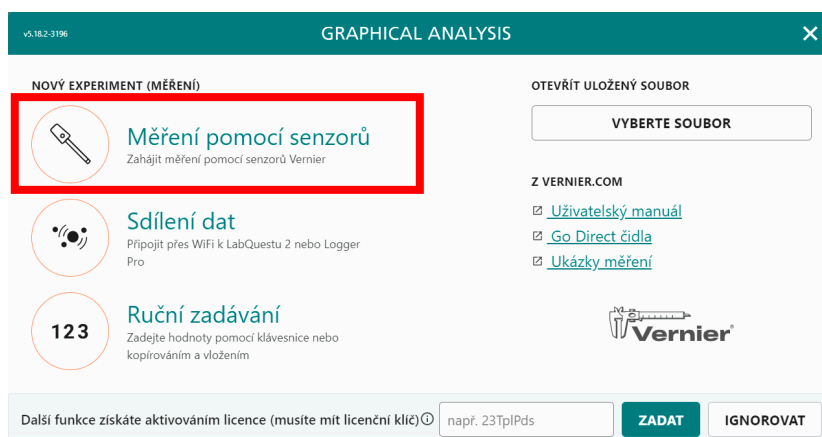 v5.18.2-3196
GRAPHICAL ANALYSIS
NOVÝ EXPERIMENT (MĚŘENÍ)
Měření pomocí senzorů
Zahájit měření pomocí senzorů Vernier
Sdílení dat
Připojit přes WiFi k LabQuestu 2 nebo Logger
Pro
123
Ruční zadávání
Zadejte hodnoty pomocí klávesnice nebo
kopírováním a vložením
OTEVŘÍT ULOŽENÝ SOUBOR
VYBERTE SOUBOR
Z VERNIER.COM
Uživatelský manuál
Go Direct čidla
Ukázky měření
Vernier
Další funkce získáte aktivováním licence (musíte mít licenční klíč)
např. 23TplPds
ZADAT
IGNOROVAT